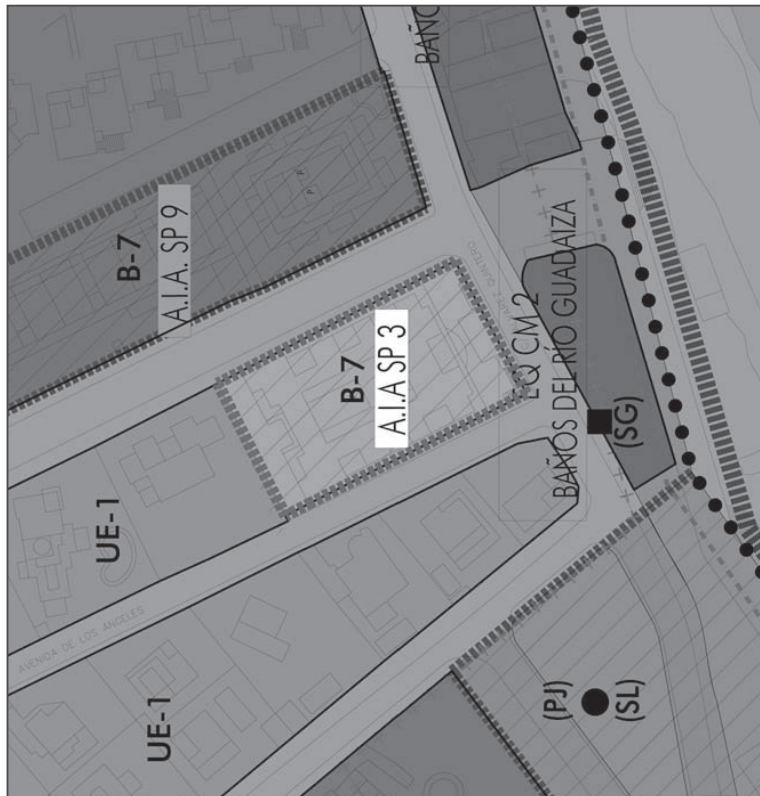 BAÑO
B-7
A.I.A. SP 9
B-7
A.I.A SP 3
EQ CM 2
BAÑOS DEL RÍO GUADAIZA
(SG)
UE-1
AVENIDA DE LOS ANGELES
UE-1
(PJ)
(SL)
P
P